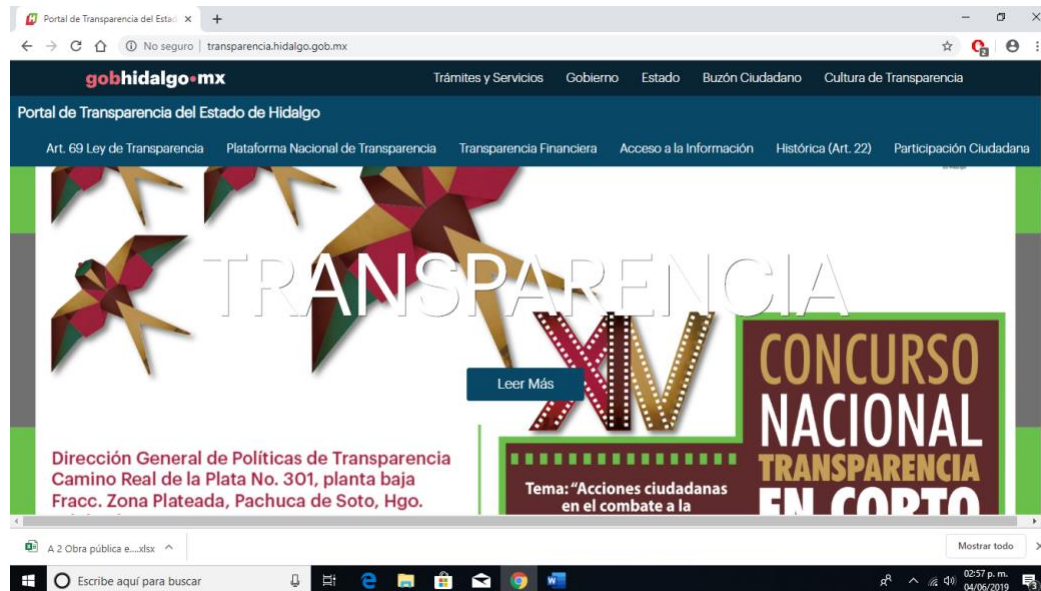 Portal de Transparencia del Estad
No seguro transparencia.hidalgo.gob.mx
2
gobhidalgo•mx Trámites y Servicios Gobierno Estado Buzón Ciudadano Cultura de Transparencia
Portal de Transparencia del Estado de Hidalgo
Art. 69 Ley de Transparencia Plataforma Nacional de Transparencia Transparencia Financiera Acceso a la Información Histórica (Art. 22) Participación Ciudadana
TRANSPARENCIA
XIV
Leer Más
CONCURSO
NACIONAL
TRANSPARENCIA
EN CORTO
Dirección General de Políticas de Transparencia
Camino Real de la Plata No. 301, planta baja
Fracc. Zona Plateada, Pachuca de Soto, Hgo.
Tema: “Acciones ciudadanas
en el combate a la
A 2 Obra pública e....xlsx Mostrar todo
Escribe aquí para buscar
02:57 p. m.
04/06/2019
3